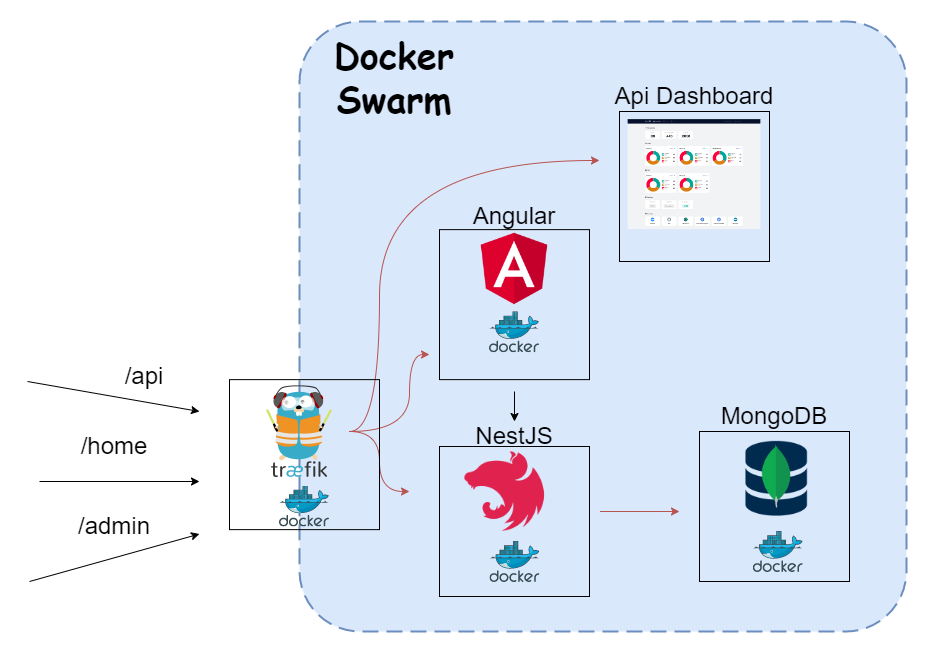 Docker
Swarm
Api Dashboard
Angular
docker
/api
/home
/admin
træfik
docker
NestJS
docker
MongoDB
docker